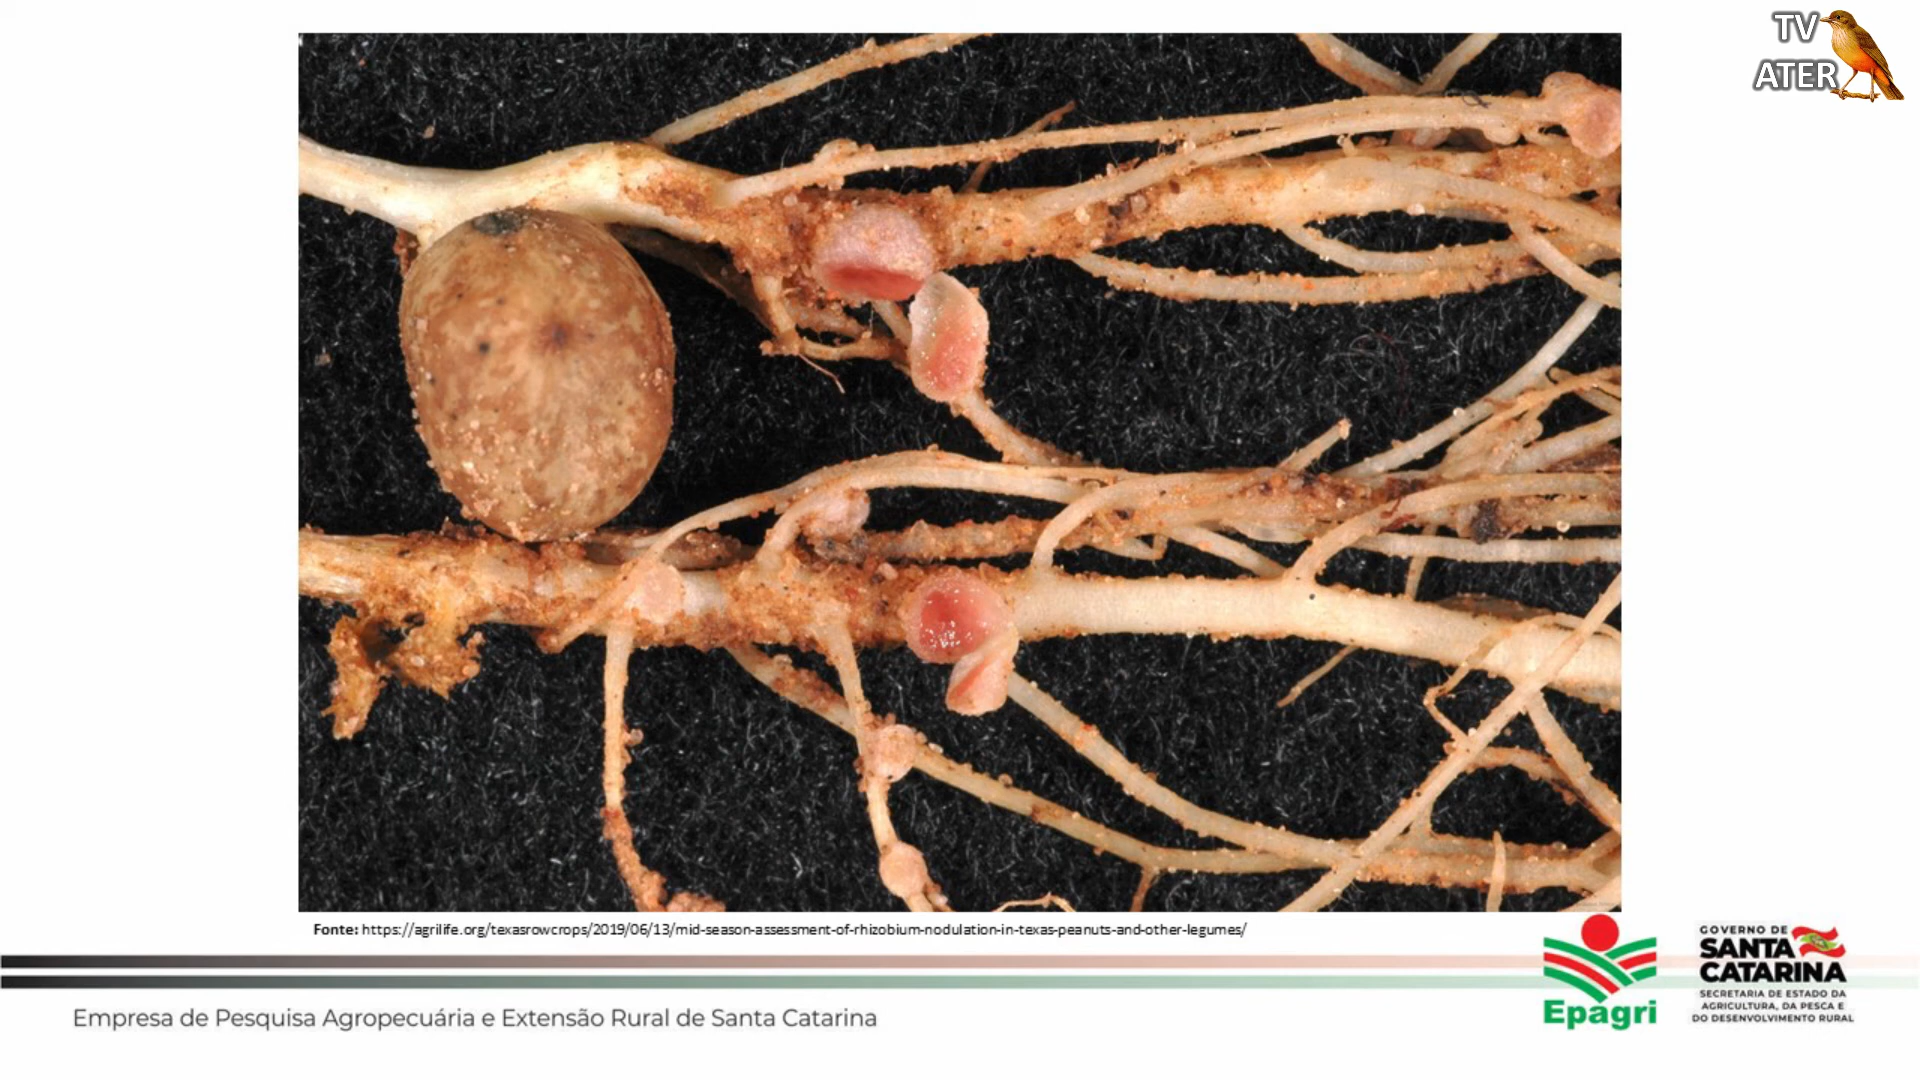 TV
ATER
Fonte: https://agrilife.org/texasrowcrops/2019/06/13/mid-season-assessment-of-rhizobium-nodulation-in-texas-peanuts-and-other-legumes/
Empresa de Pesquisa Agropecuária e Extensão Rural de Santa Catarina
Epagri
GOVERNO DE
SANTA
CATARINA
SECRETARIA DE ESTADO DA
AGRICULTURA, DA PESCA E
DO DESENVOLVIMENTO RURAL